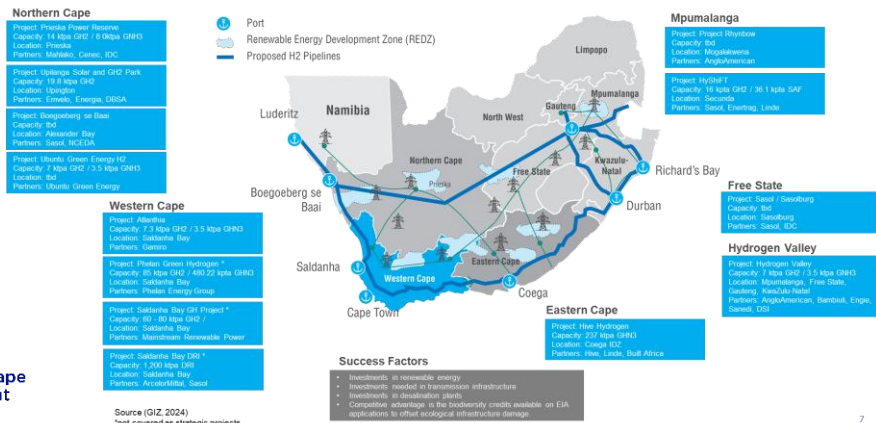 Northern Cape
Project: Prieska Power Reserve
Capacity: 14 ktpa GH2 / 8.0ktpa GNH3
Location: Prieska
Partners: Mahlako, Cenec, IDC
Project: Upilanga Solar and GH2 Park
Capacity: 19.8 ktpa GH2
Location: Upington
Partners: Emvelo, Energia, DBSA
Project: Boegoeberg se Baai
Capacity: tbd
Location: Alexander Bay
Partners: Sasol, NCEDA
Project: Ubuntu Green Energy H2
Capacity: 7 ktpa GH2 / 3.5 ktpa GNH3
Location: tbd
Partners: Ubuntu Green Energy
Western Cape
Project: Atlanthia
Capacity: 7.3 ktpa GH2 / 3.5 ktpa GNH3
Location: Saldanha Bay
Partners: Gamiro
Project: Phelan Green Hydrogen *
Capacity: 85 ktpa GH2 / 480.22 kpta GNH3
Location: Saldanha Bay
Partners: Phelan Energy Group
Project: Saldanha Bay GH Project *
Capacity: 60 - 80 ktpa GH2 /
Location: Saldanha Bay
Partners: Mainstream Renewable Power
Project: Saldanha Bay DRI *
Capacity: 1,200 ktpa DRI
Location: Saldanha Bay
Partners: ArcelorMittal, Sasol
ape
t
Source (GIZ, 2024)
*not covered as strategic projects
Port
Renewable Energy Development Zone (REDZ)
Proposed H2 Pipelines
Limpopo
Mpumalanga
Gauteng
North West
Namibia
Luderitz
Northern Cape
Prieska
Free State
Kwazulu-
Natal
Richard's Bay
Durban
Boegoeberg se
Baai
Saldanha
Western Cape
Eastern Cape
Cape Town
Coega
Success Factors
• Investments in renewable energy
• Investments needed in transmission infrastructure
• Investments in desalination plants
• Competitive advantage is the biodiversity credits available on EIA
applications to offset ecological infrastructure damage.
Eastern Cape
Project: Hive Hydrogen
Capacity: 237 ktpa GNH3
Location: Coega IDZ
Partners: Hive, Linde, Built Africa
Mpumalanga
Project: Project Rhynbow
Capacity: tbd
Location: Mogalakwena
Partners: AngloAmerican
Project: HyShiFT
Capacity: 16 kpta GH2 / 36.1 kpta SAF
Location: Secunda
Partners: Sasol, Enertrag, Linde
Free State
Project: Sasol / Sasolburg
Capacity: tbd
Location: Sasolburg
Partners: Sasol, IDC
Hydrogen Valley
Project: Hydrogen Valley
Capacity: 7 ktpa GH2 / 3.5 ktpa GNH3
Location: Mpumalanga, Free State,
Gauteng, KwaZulu-Natal
Partners: AngloAmerican, Bambiuk, Engie,
Sanedi, DSI
7